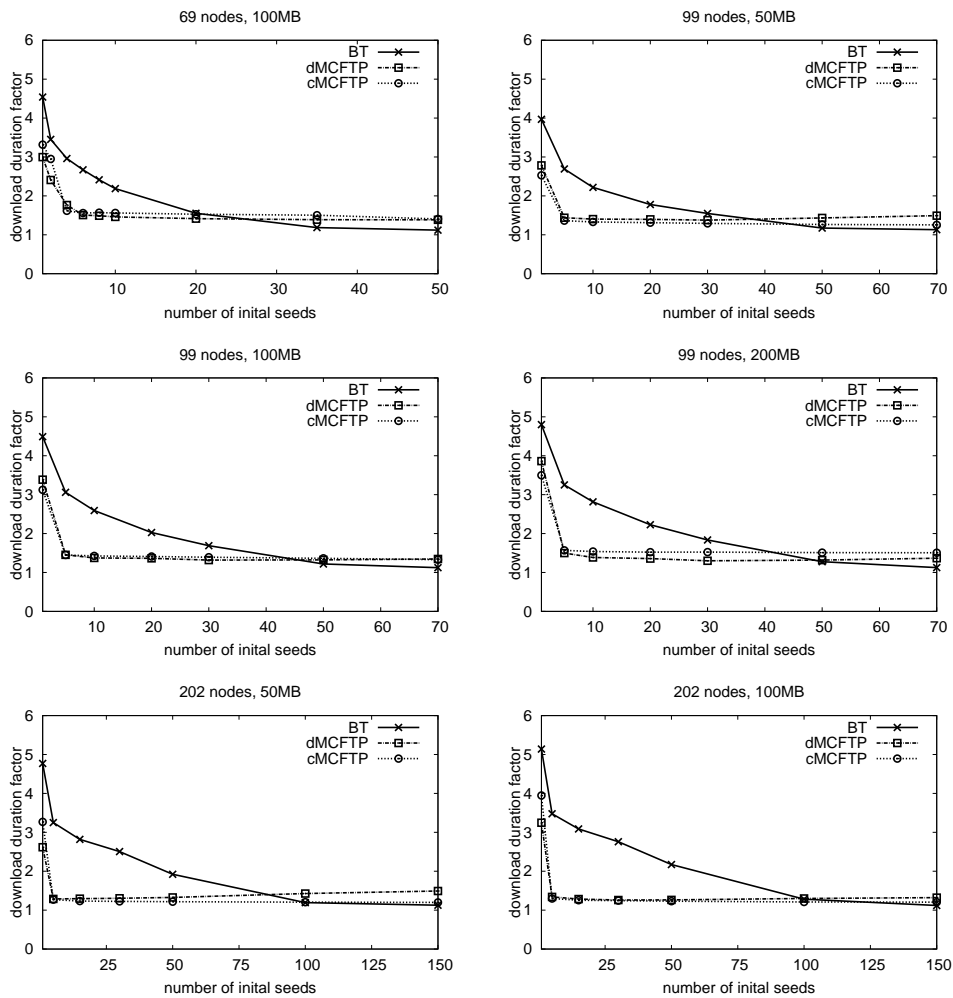 69 nodes, 100MB
6
5
4
3
2
1
0
download duration factor
BT
dMCFTP
cMCFTP
10 20 30 40 50
number of inital seeds
99 nodes, 50MB
6
5
4
3
2
1
0
download duration factor
BT
dMCFTP
cMCFTP
10 20 30 40 50 60 70
number of inital seeds
99 nodes, 100MB
6
5
4
3
2
1
0
download duration factor
BT
dMCFTP
cMCFTP
10 20 30 40 50 60 70
number of inital seeds
99 nodes, 200MB
6
5
4
3
2
1
0
download duration factor
BT
dMCFTP
cMCFTP
10 20 30 40 50 60 70
number of inital seeds
202 nodes, 50MB
6
5
4
3
2
1
0
download duration factor
BT
dMCFTP
cMCFTP
25 50 75 100 125 150
number of inital seeds
202 nodes, 100MB
6
5
4
3
2
1
0
download duration factor
BT
dMCFTP
cMCFTP
25 50 75 100 125 150
number of inital seeds